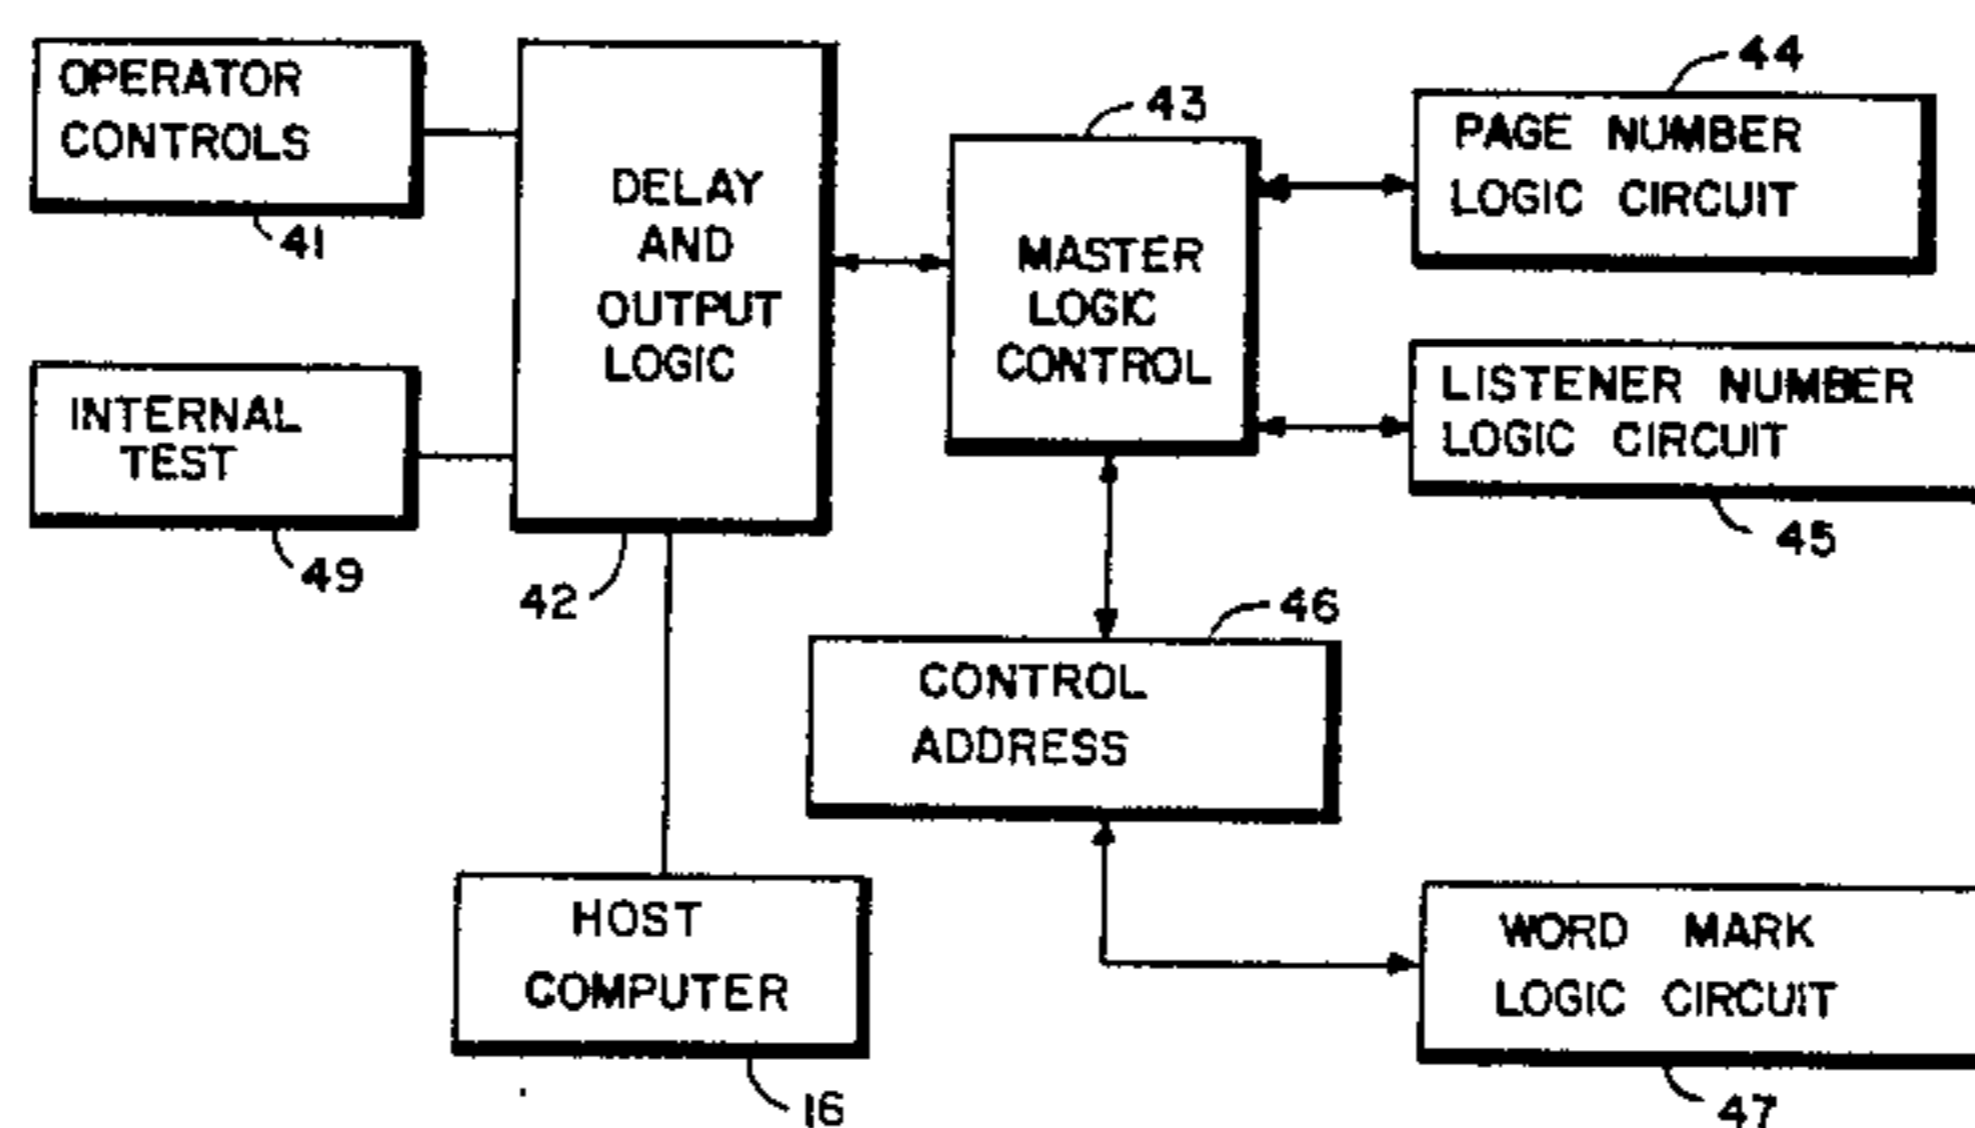 OPERATOR
CONTROLS
41
INTERNAL
TEST
49
DELAY
AND
OUTPUT
LOGIC
42
43
MASTER
LOGIC
CONTROL
44
PAGE NUMBER
LOGIC CIRCUIT
LISTENER NUMBER
LOGIC CIRCUIT
45
46
CONTROL
ADDRESS
HOST
COMPUTER
16
WORD MARK
LOGIC CIRCUIT
47